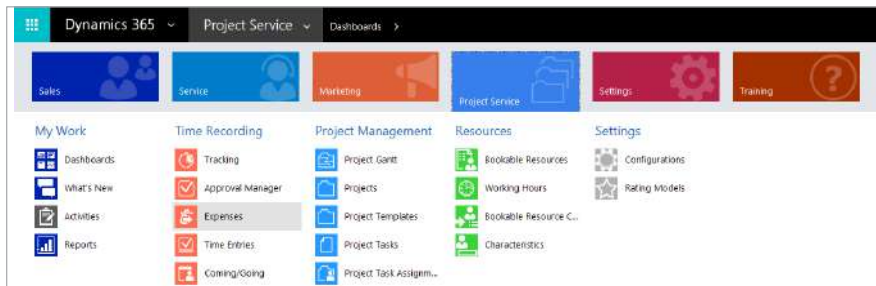 Dynamics 365 Project Service Dashboards >
Sales Service Marketing Project Service Settings Training
My Work Time Recording Project Management Resources Settings
Dashboards Tracking Project Gantt Bookable Resources Configurations
What's New Approval Manager Projects Working Hours Rating Models
Activities Expenses Project Templates Bookable Resource C...
Reports Time Entries Project Tasks Characteristics
Coming/Going Project Task Assignm...